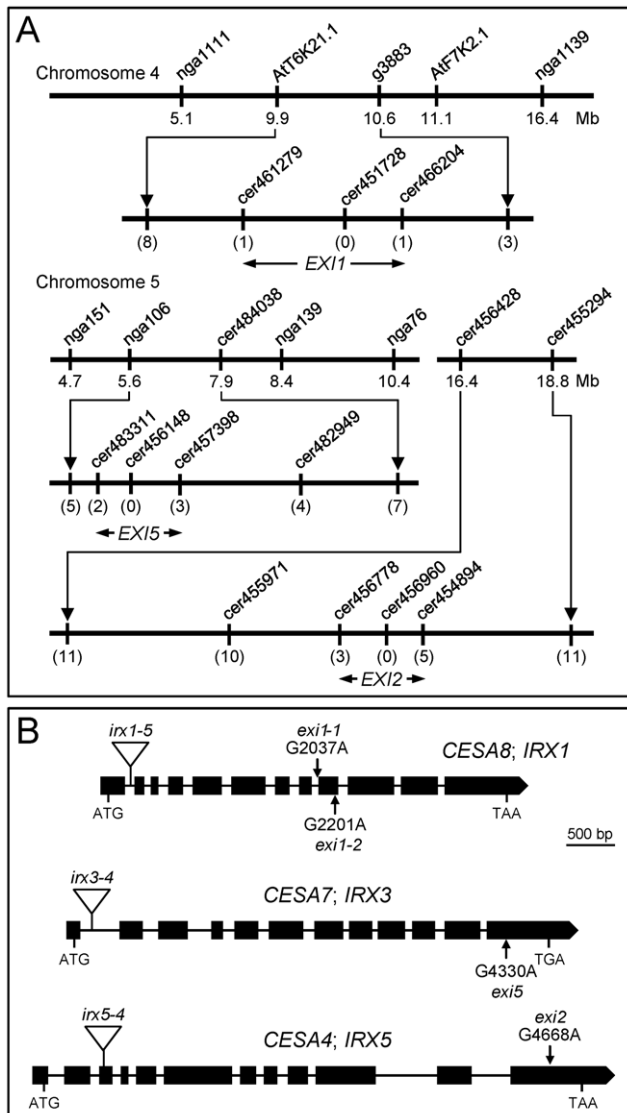 A
Chromosome 4
nga1111 AtT6K21.1 g3883 AtF7K2.1 nga1139
5.1 9.9 10.6 11.1 16.4 Mb
cer461279 cer451728 cer466204
(8) (1) (0) (1) (3)
EXI1
Chromosome 5
nga151 nga106 cer484038 nga139 nga76 cer456428 cer455294
4.7 5.6 7.9 8.4 10.4 16.4 18.8 Mb
cer483311 cer456148 cer457398 cer482949
(5) (2) (0) (3) (4) (7)
EXI5
cer455971 cer456778 cer456960 cer454894
(11) (10) (3) (0) (5) (11)
EXI2
B
irx1-5 exi1-1
G2037A CESA8; IRX1
ATG G2201A TAA
exi1-2
500 bp
irx3-4 CESA7; IRX3
ATG G4330A TGA
exi5
irx5-4 CESA4; IRX5 exi2
G4668A
ATG TAA